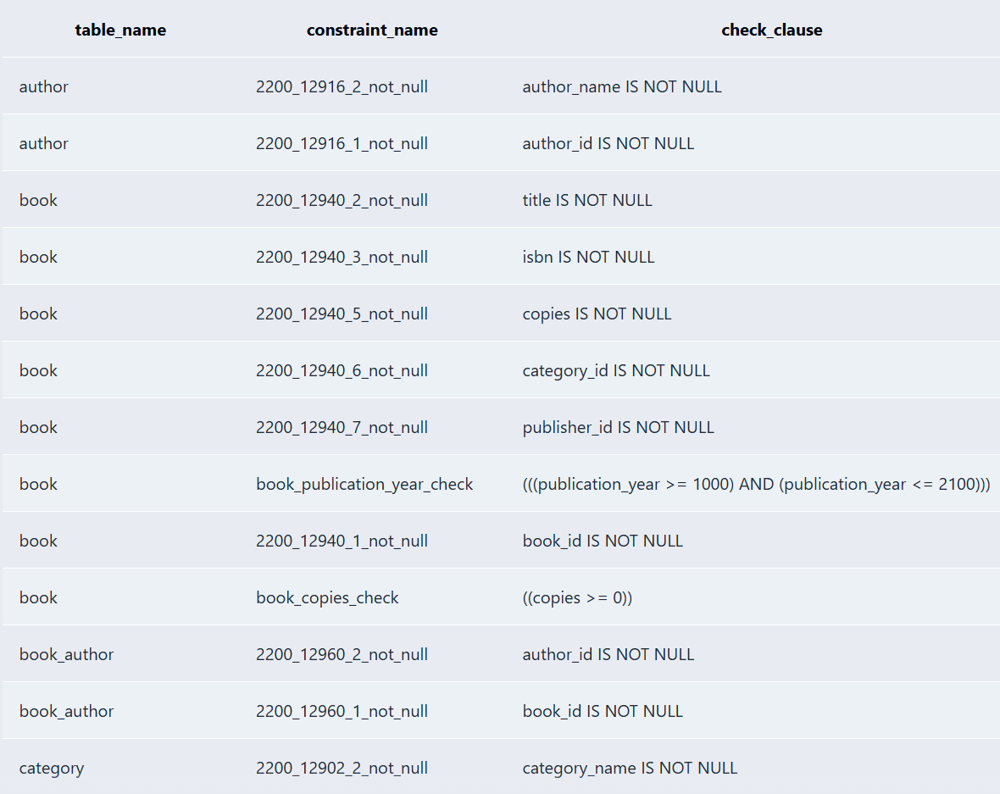 table_name constraint_name check_clause
author 2200_12916_2_not_null author_name IS NOT NULL
author 2200_12916_1_not_null author_id IS NOT NULL
book 2200_12940_2_not_null title IS NOT NULL
book 2200_12940_3_not_null isbn IS NOT NULL
book 2200_12940_5_not_null copies IS NOT NULL
book 2200_12940_6_not_null category_id IS NOT NULL
book 2200_12940_7_not_null publisher_id IS NOT NULL
book book_publication_year_check (((publication_year >= 1000) AND (publication_year <= 2100)))
book 2200_12940_1_not_null book_id IS NOT NULL
book book_copies_check ((copies >= 0))
book_author 2200_12960_2_not_null author_id IS NOT NULL
book_author 2200_12960_1_not_null book_id IS NOT NULL
category 2200_12902_2_not_null category_name IS NOT NULL